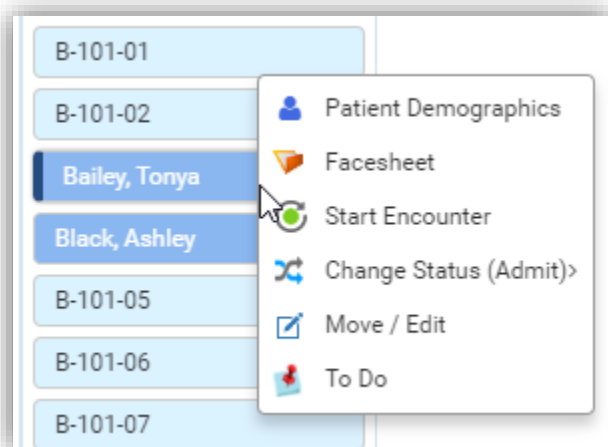 B-101-01
B-101-02
Bailey, Tonya
Black, Ashley
B-101-05
B-101-06
B-101-07
Patient Demographics
Facesheet
Start Encounter
Change Status (Admit)>
Move / Edit
To Do